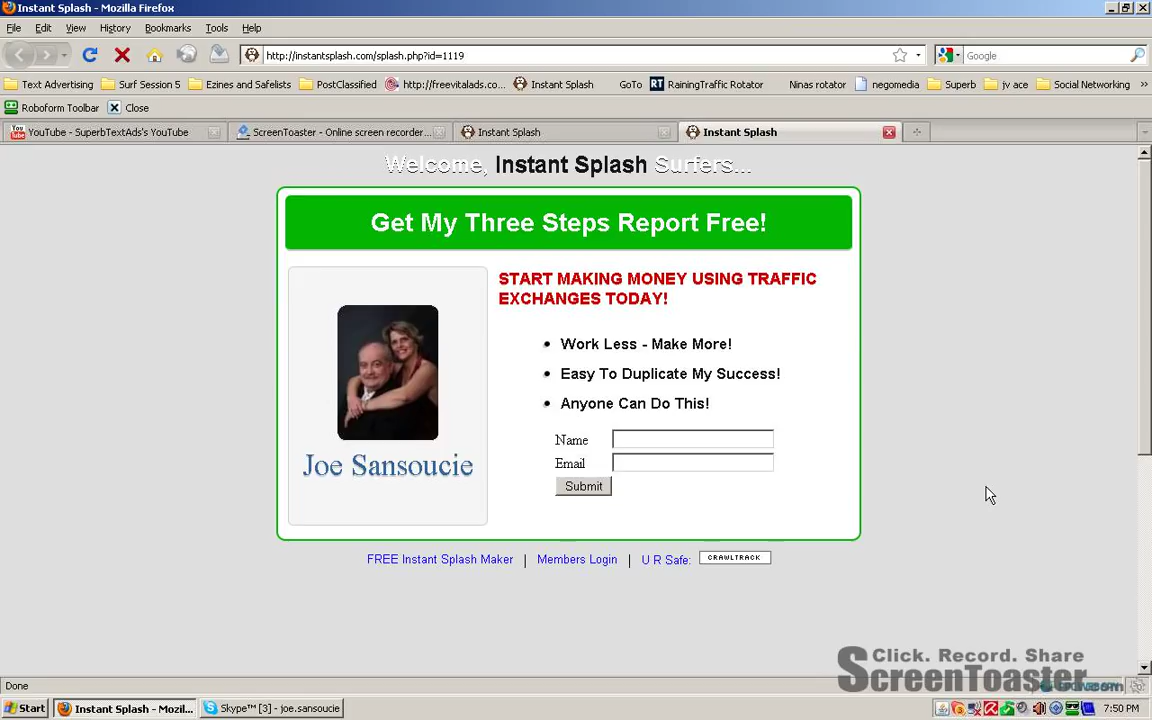 Instant Splash - Mozilla Firefox
File Edit View History Bookmarks Tools Help
http://instantsplash.com/splash.php?id=1119
Google
Text Advertising Surf Session 5 Ezines and Safelists PostClassified http://freevitalads.co... Instant Splash GoTo RT RainingTraffic Rotator Ninas rotator negomedia Superb jv ace Social Networking »
Roboform Toolbar Close
YouTube - SuperbTextAds's YouTube ScreenToaster - Online screen recorder... Instant Splash Instant Splash
Welcome, Instant Splash Surfers...
Get My Three Steps Report Free!
START MAKING MONEY USING TRAFFIC
EXCHANGES TODAY!
• Work Less - Make More!
• Easy To Duplicate My Success!
• Anyone Can Do This!
Name
Email
Submit
Joe Sansoucie
FREE Instant Splash Maker | Members Login | U R Safe: CRAWLTRACK
Click. Record. Share
ScreenToaster.com
Done
Start Instant Splash - Mozil... Skype™ [3] - joe.sansoucie 7:50 PM